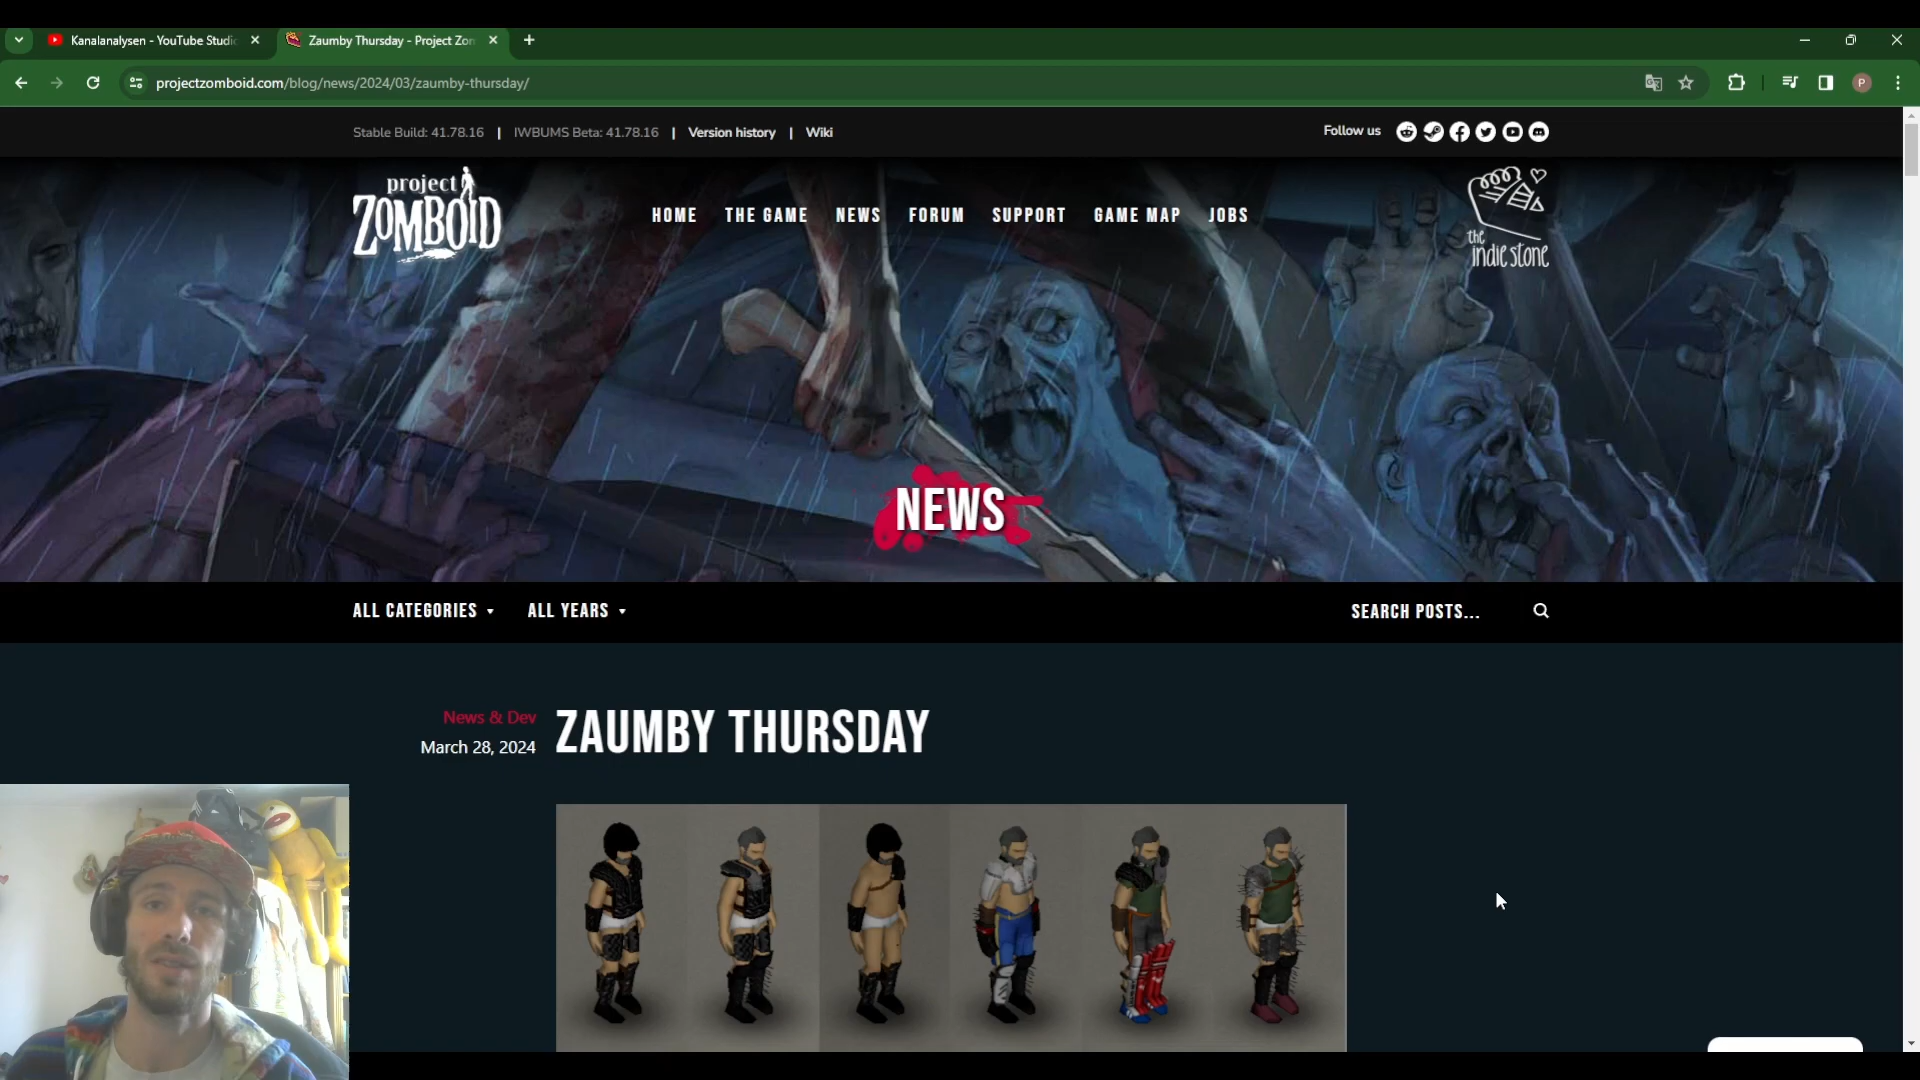 Kanalanalysen - YouTube Studi
Zaumby Thursday - Project Zon
projectzomboid.com/blog/news/2024/03/zaumby-thursday/
P
Stable Build: 41.78.16 | IWBUMS Beta: 41.78.16 | Version history | Wiki
Follow us
project
ZOMBOID
HOME THE GAME NEWS FORUM SUPPORT GAME MAP JOBS
the
indie stone
NEWS
ALL CATEGORIES ALL YEARS
SEARCH POSTS...
News & Dev
March 28, 2024
ZAUMBY THURSDAY